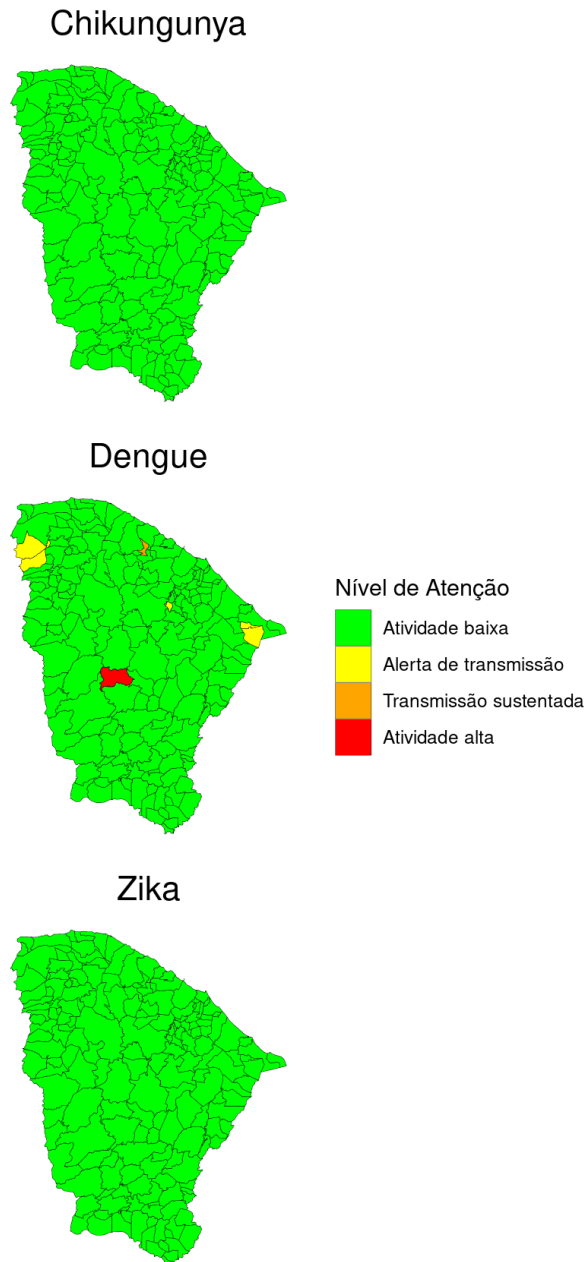 Chikungunya
Dengue
Nível de Atenção
Atividade baixa
Alerta de transmissão
Transmissão sustentada
Atividade alta
Zika